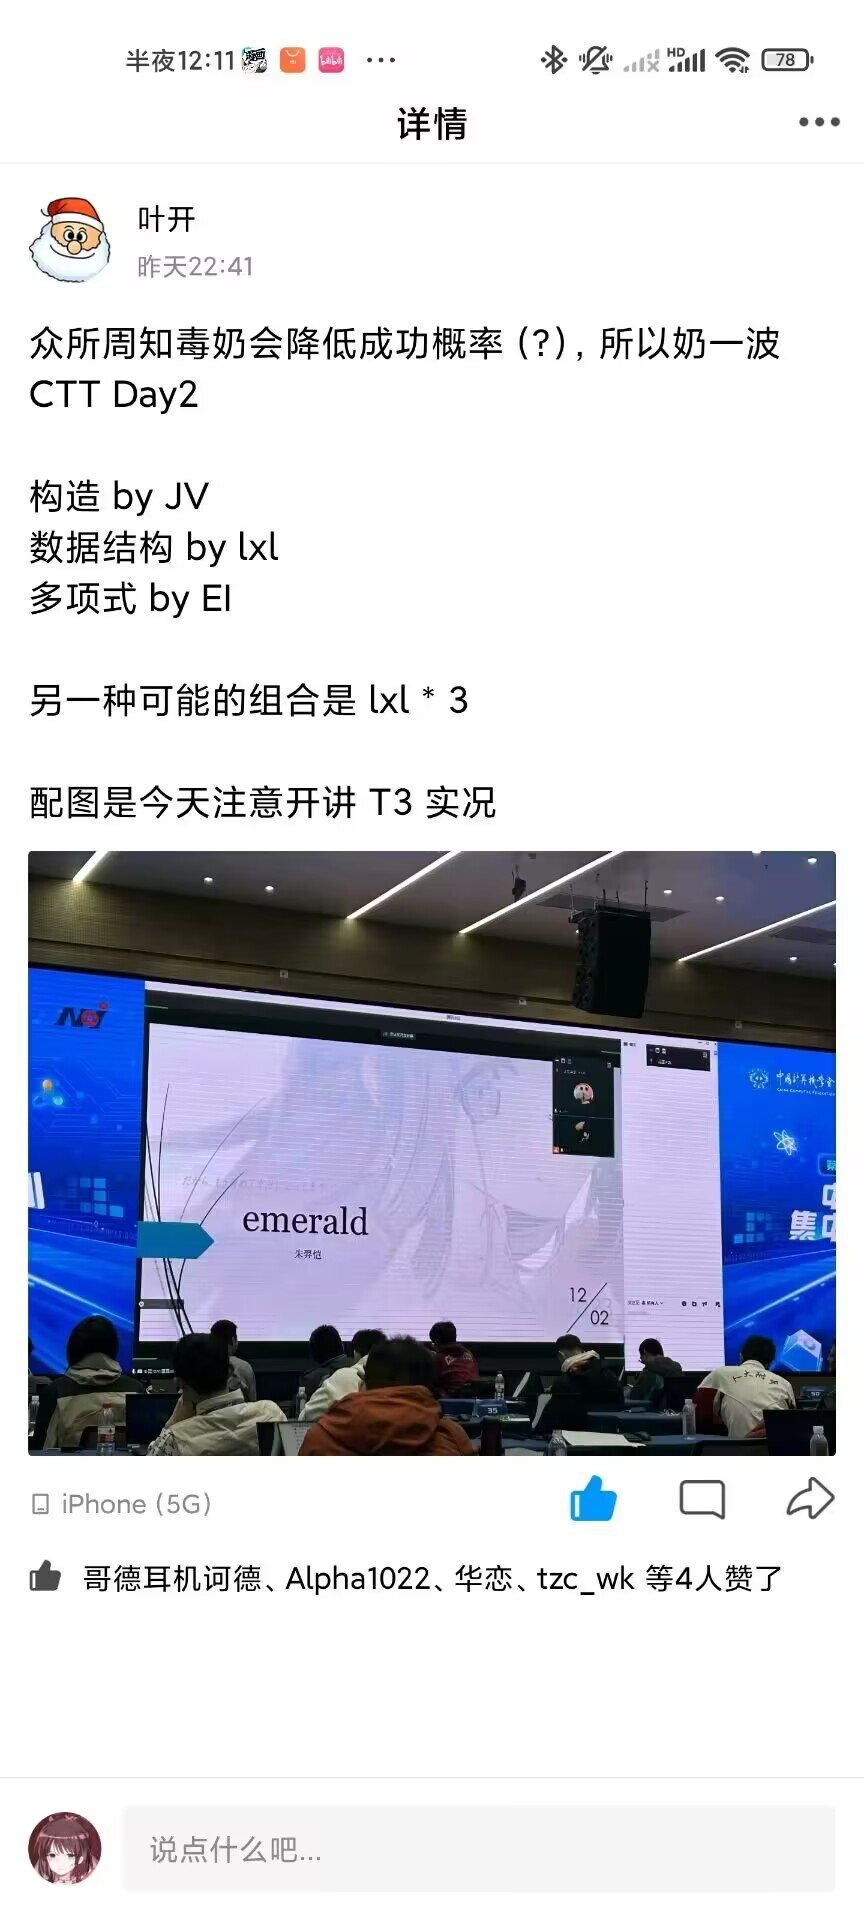 半夜12:11
HD
78
详情
叶开
昨天22:41
众所周知毒奶会降低成功概率 (?), 所以奶一波
CTT Day2
构造 by JV
数据结构 by lxl
多项式 by EI
另一种可能的组合是 lxl * 3
配图是今天注意开讲 T3 实况
NOI
中国计算机学会
emerald
朱羿恺
12/02
集中
35
iPhone (5G)
哥德耳机诃德、Alpha1022、华恋、tzc_wk 等4人赞了
说点什么吧...